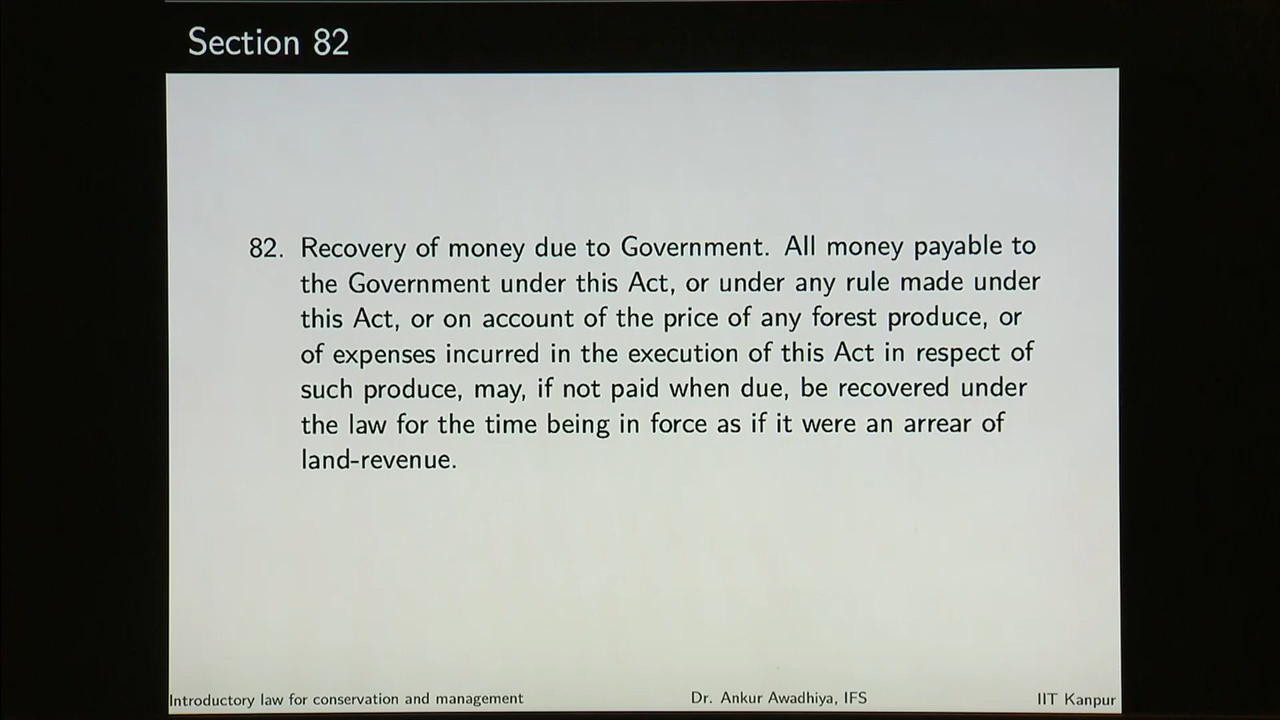 Section 82
82. Recovery of money due to Government. All money payable to
the Government under this Act, or under any rule made under
this Act, or on account of the price of any forest produce, or
of expenses incurred in the execution of this Act in respect of
such produce, may, if not paid when due, be recovered under
the law for the time being in force as if it were an arrear of
land-revenue.
Introductory law for conservation and management Dr. Ankur Awadhiya, IFS IIT Kanpur